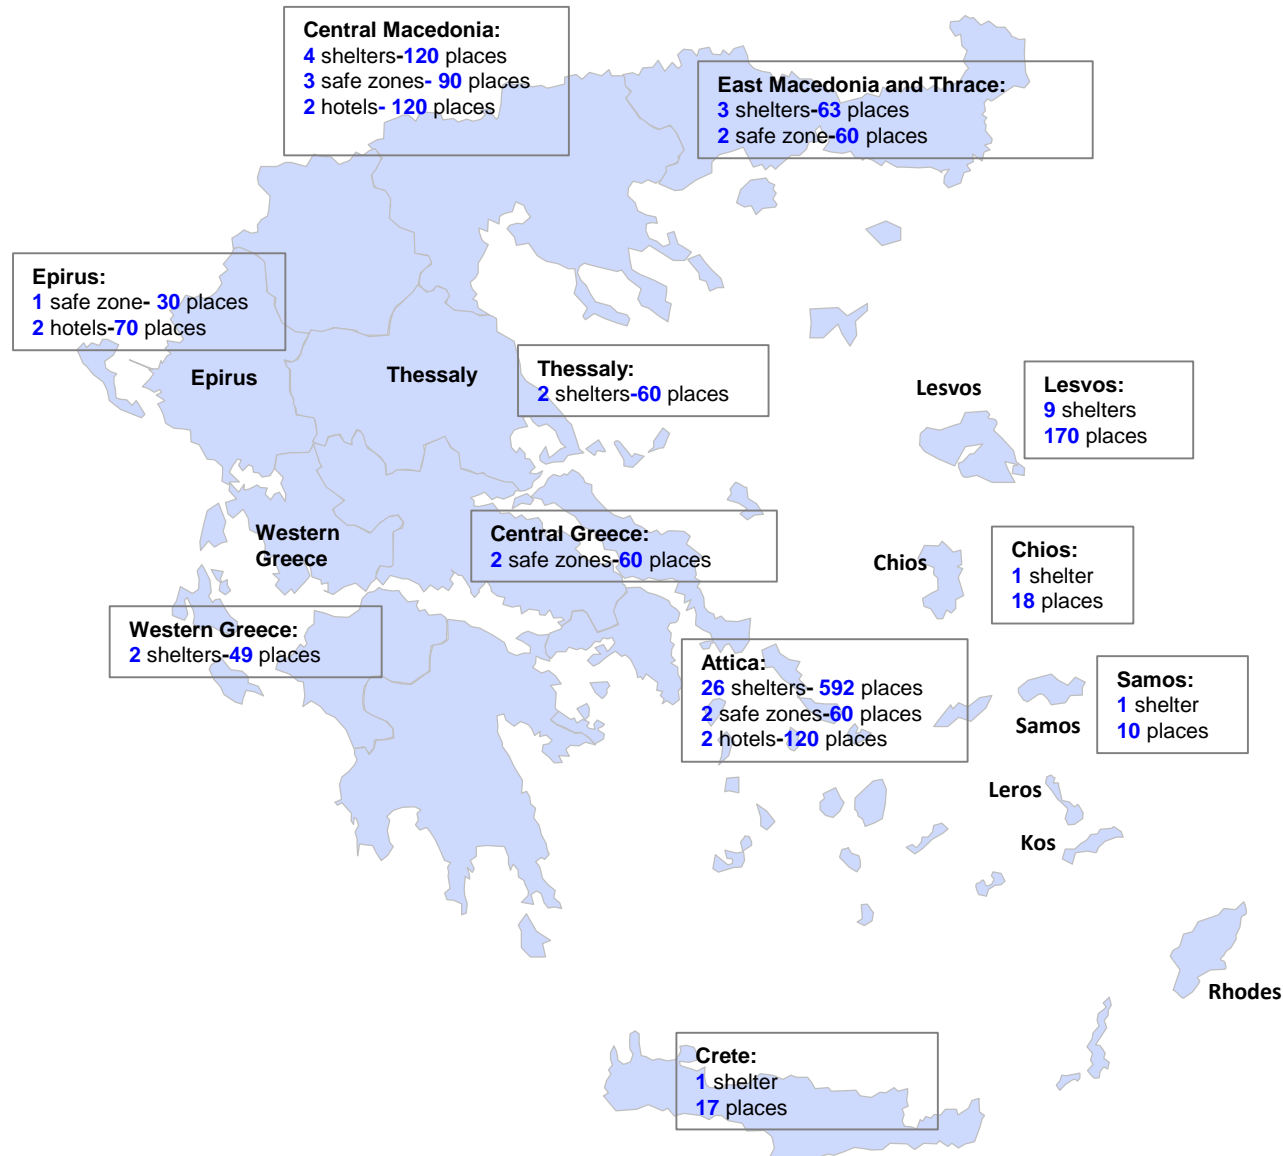 Central Macedonia:
4 shelters-120 places
3 safe zones- 90 places
2 hotels- 120 places
East Macedonia and Thrace:
3 shelters-63 places
2 safe zone-60 places
Epirus:
1 safe zone- 30 places
2 hotels-70 places
Epirus
Thessaly
Thessaly:
2 shelters-60 places
Lesvos
Lesvos:
9 shelters
170 places
Western
Greece
Central Greece:
2 safe zones-60 places
Chios
Chios:
1 shelter
18 places
Western Greece:
2 shelters-49 places
Attica:
26 shelters- 592 places
2 safe zones-60 places
2 hotels-120 places
Samos
Samos:
1 shelter
10 places
Leros
Kos
Rhodes
Crete:
1 shelter
17 places